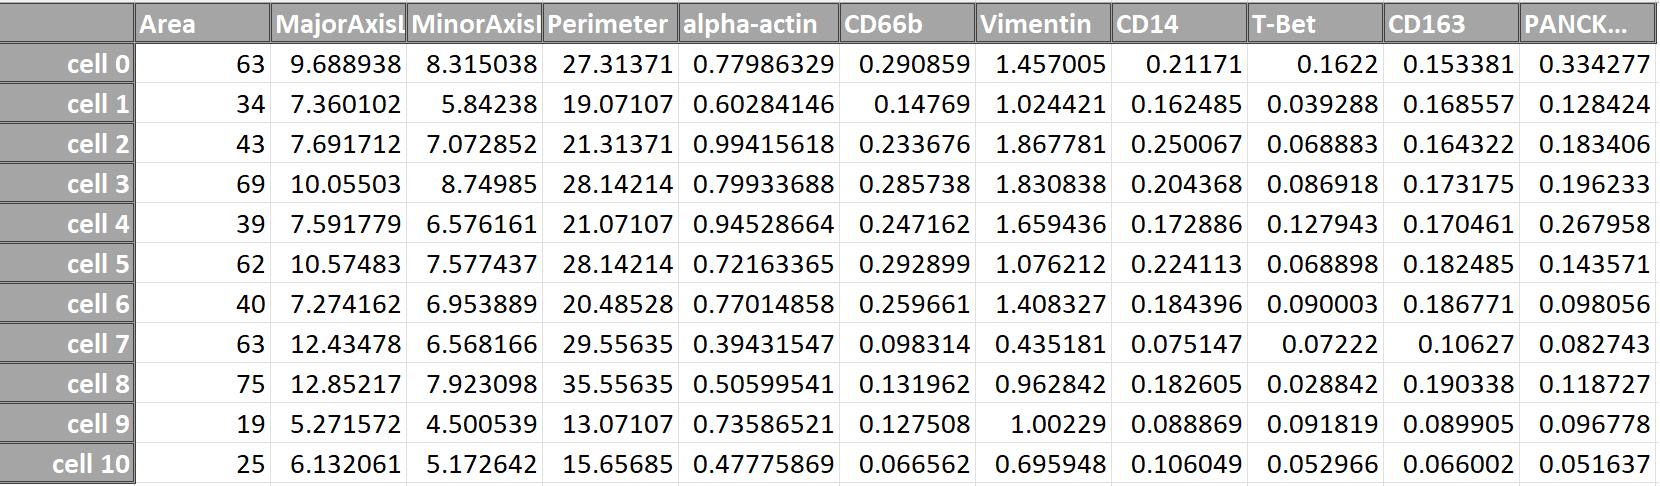 Area MajorAxisL MinorAxisl Perimeter alpha-actin CD66b Vimentin CD14 T-Bet CD163 PANCK...
cell 0 63 9.688938 8.315038 27.31371 0.77986329 0.290859 1.457005 0.21171 0.1622 0.153381 0.334277
cell 1 34 7.360102 5.84238 19.07107 0.60284146 0.14769 1.024421 0.162485 0.039288 0.168557 0.128424
cell 2 43 7.691712 7.072852 21.31371 0.99415618 0.233676 1.867781 0.250067 0.068883 0.164322 0.183406
cell 3 69 10.05503 8.74985 28.14214 0.79933688 0.285738 1.830838 0.204368 0.086918 0.173175 0.196233
cell 4 39 7.591779 6.576161 21.07107 0.94528664 0.247162 1.659436 0.172886 0.127943 0.170461 0.267958
cell 5 62 10.57483 7.577437 28.14214 0.72163365 0.292899 1.076212 0.224113 0.068898 0.182485 0.143571
cell 6 40 7.274162 6.953889 20.48528 0.77014858 0.259661 1.408327 0.184396 0.090003 0.186771 0.098056
cell 7 63 12.43478 6.568166 29.55635 0.39431547 0.098314 0.435181 0.075147 0.07222 0.10627 0.082743
cell 8 75 12.85217 7.923098 35.55635 0.50599541 0.131962 0.962842 0.182605 0.028842 0.190338 0.118727
cell 9 19 5.271572 4.500539 13.07107 0.73586521 0.127508 1.00229 0.088869 0.091819 0.089905 0.096778
cell 10 25 6.132061 5.172642 15.65685 0.47775869 0.066562 0.695948 0.106049 0.052966 0.066002 0.051637